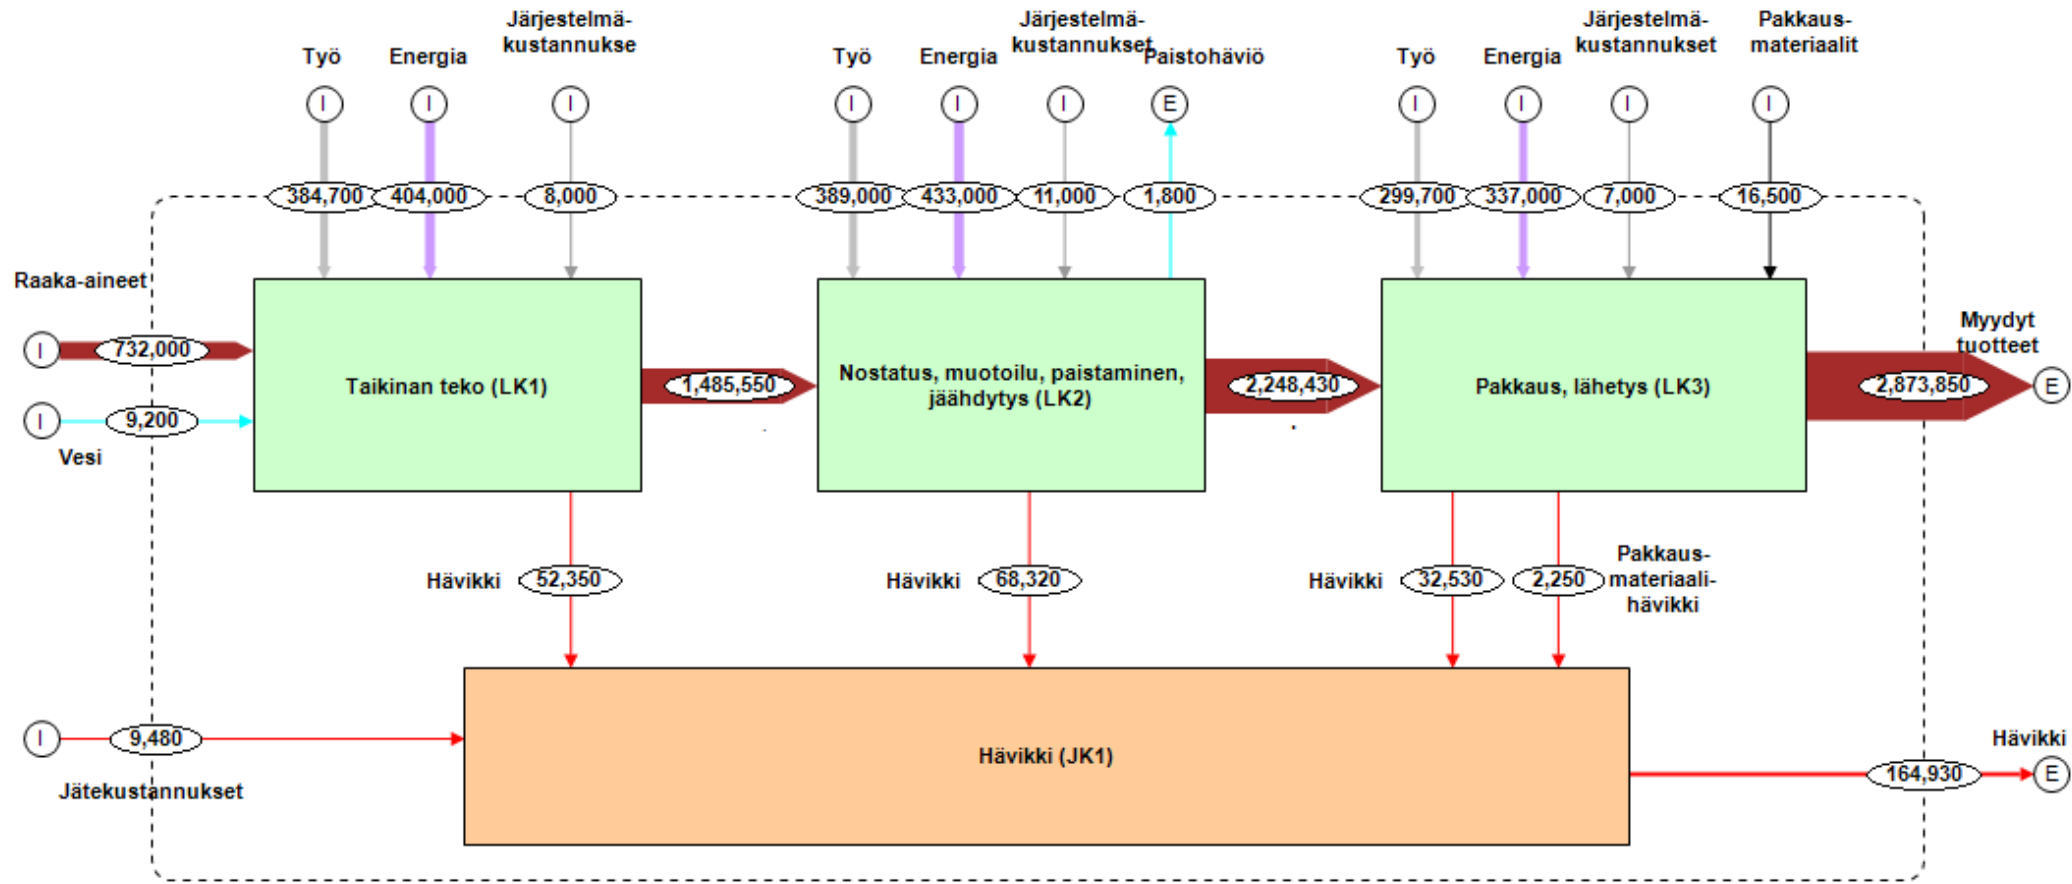 Järjestelmä-
kustannukse
Järjestelmä-
kustannukset
Järjestelmä-
kustannukset
Pakkaus-
materiaalit
Työ
Energia
Työ
Energia
Paistohäviö
Työ
Energia
I
I
I
I
I
I
E
I
I
I
I
384,700
404,000
8,000
389,000
433,000
11,000
1,800
299,700
337,000
7,000
16,500
Raaka-aineet
I
732,000
I
9,200
Vesi
Taikinan teko (LK1)
1,485,550
Nostatus, muotoilu, paistaminen,
jäähdytys (LK2)
2,248,430
Pakkaus, lähetys (LK3)
Myydyt
tuotteet
2,873,850
E
Hävikki
52,350
Hävikki
68,320
Hävikki
32,530
2,250
Pakkaus-
materiaali-
hävikki
I
9,480
Jätekustannukset
Hävikki (JK1)
Hävikki
164,930
E